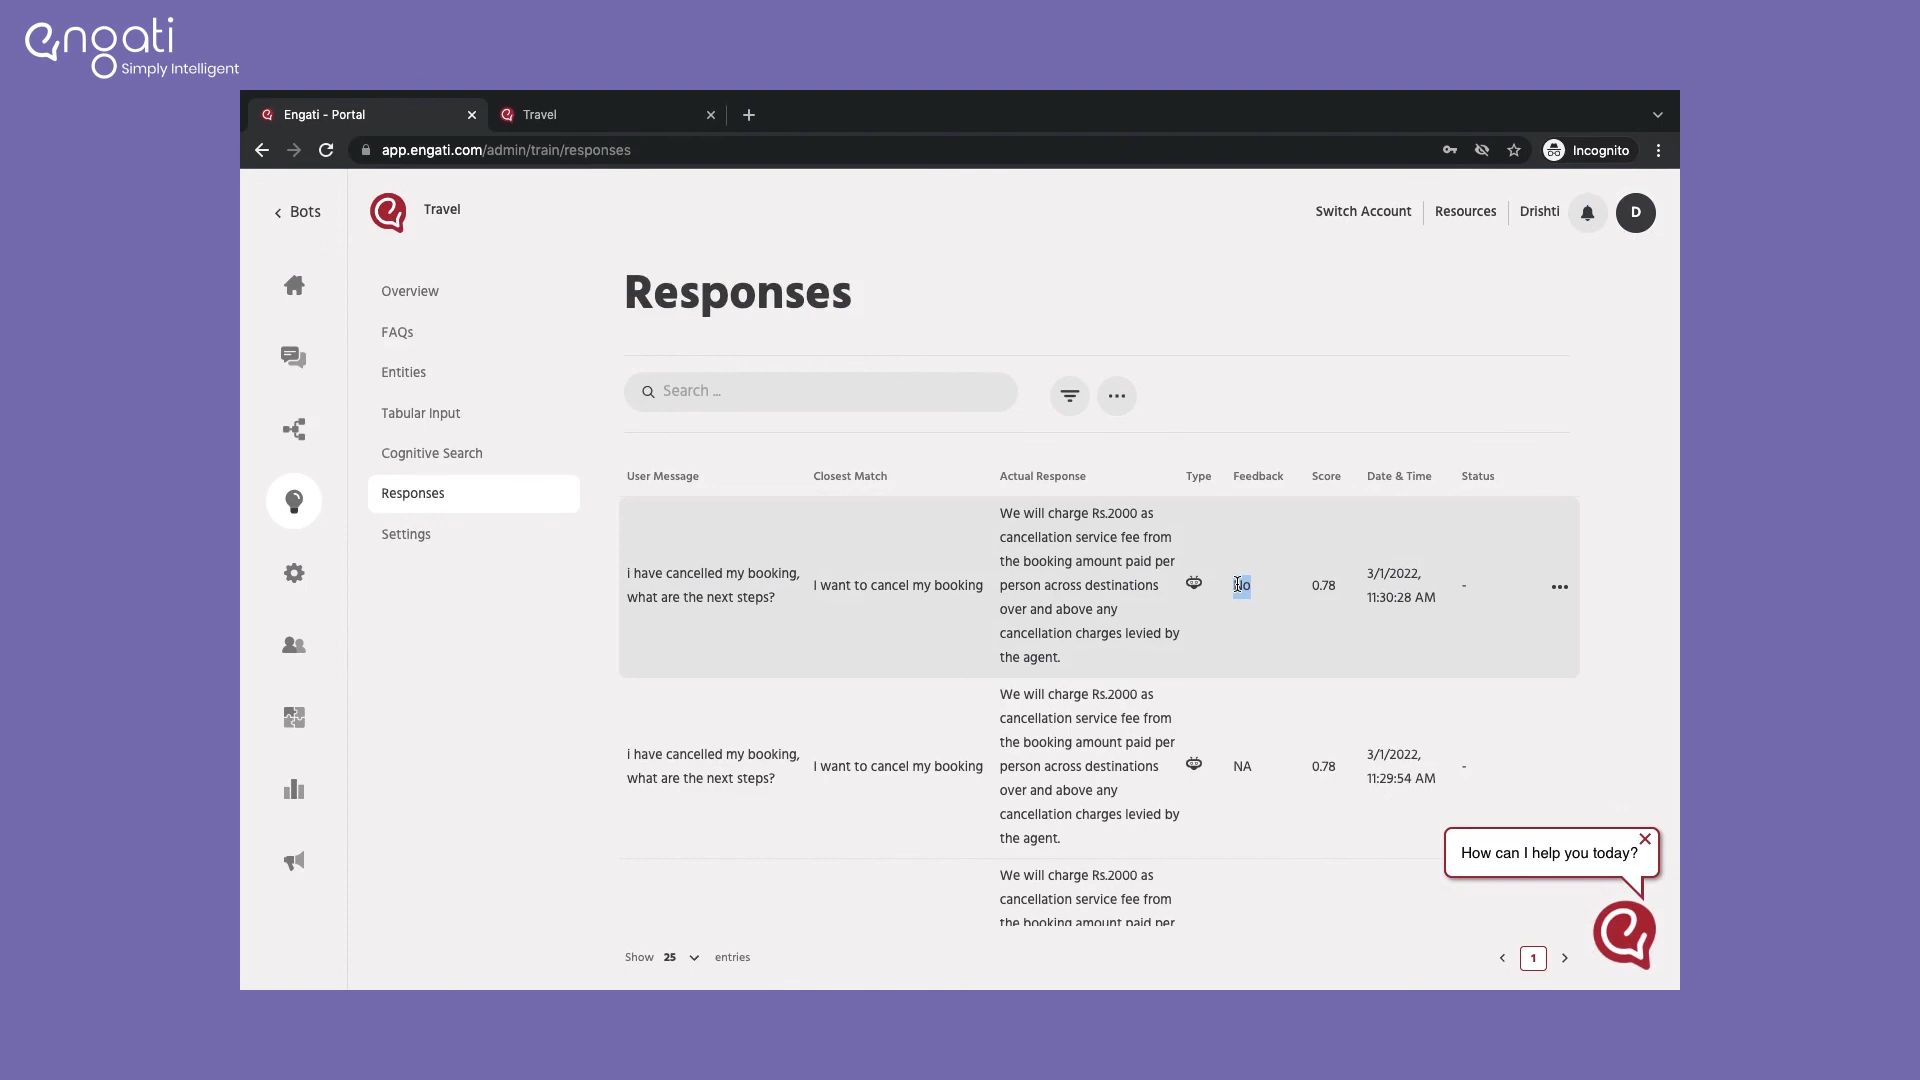 engati
Simply Intelligent
Engati - Portal
Travel
app.engati.com/admin/train/responses
Incognito
Bots
Travel
Switch Account
Resources
Drishti
D
Overview
FAQs
Entities
Tabular Input
Cognitive Search
Responses
Settings
Responses
Search ...
User Message
Closest Match
Actual Response
Type
Feedback
Score
Date & Time
Status
i have cancelled my booking,
what are the next steps?
I want to cancel my booking
We will charge Rs.2000 as
cancellation service fee from
the booking amount paid per
person across destinations
over and above any
cancellation charges levied by
the agent.
No
0.78
3/1/2022,
11:30:28 AM
-
i have cancelled my booking,
what are the next steps?
I want to cancel my booking
We will charge Rs.2000 as
cancellation service fee from
the booking amount paid per
person across destinations
over and above any
cancellation charges levied by
the agent.
NA
0.78
3/1/2022,
11:29:54 AM
-
We will charge Rs.2000 as
cancellation service fee from
the booking amount paid per
How can I help you today?
Show 25 entries
1